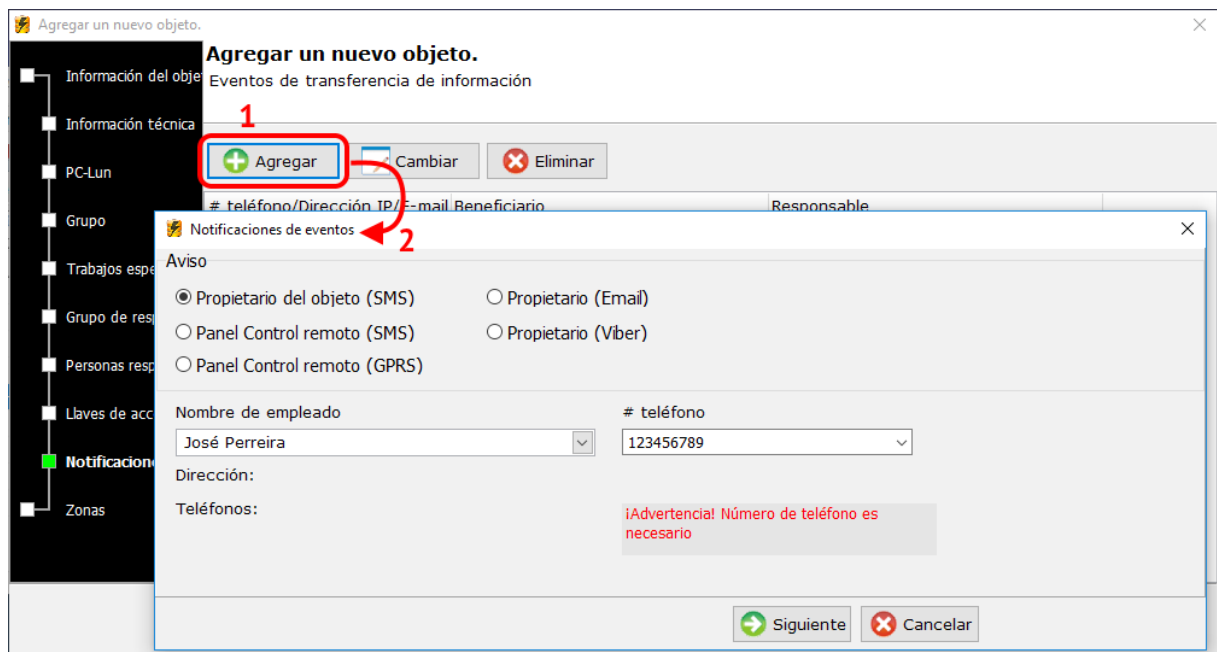 Agregar un nuevo objeto.
Agregar un nuevo objeto.
Eventos de transferencia de información
Información del obje
Información técnica
PC-Lun
Grupo
Trabajos espe
Grupo de res
Personas resp
Llaves de acc
Notificacion
Zonas
1
Agregar
Cambiar
Eliminar
# teléfono/Dirección IP/E-mail Beneficiario Responsable
Notificaciones de eventos
2
Aviso
Propietario del objeto (SMS)
Propietario (Email)
Panel Control remoto (SMS)
Propietario (Viber)
Panel Control remoto (GPRS)
Nombre de empleado
# teléfono
José Perreira
123456789
Dirección:
Teléfonos:
¡Advertencia! Número de teléfono es
necesario
Siguiente
Cancelar